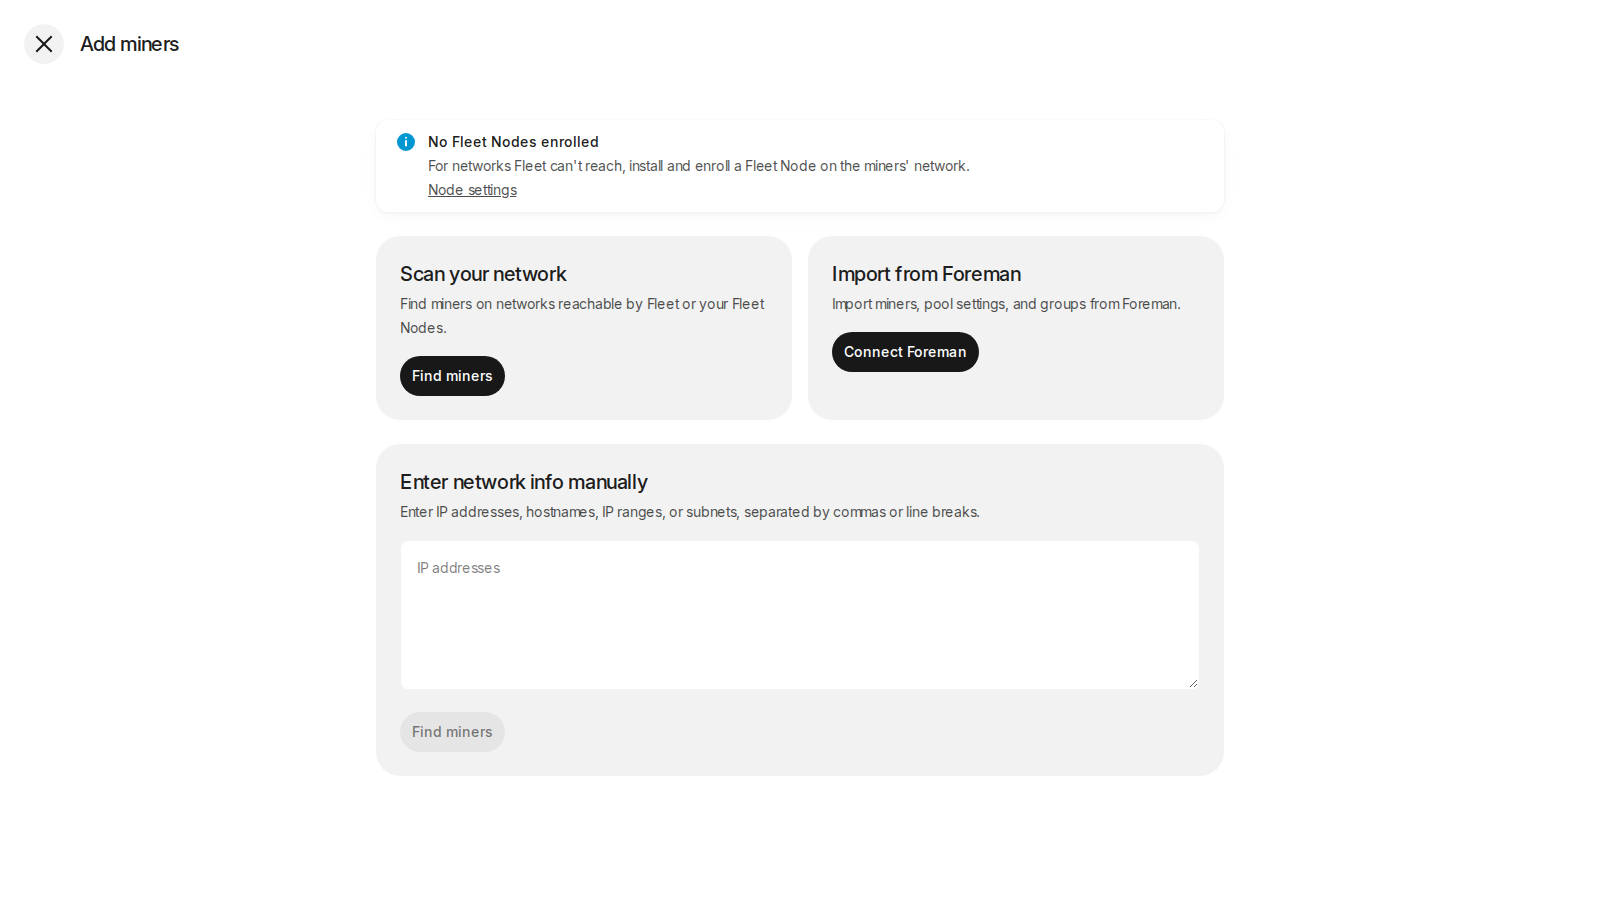 Add miners
No Fleet Nodes enrolled
For networks Fleet can't reach, install and enroll a Fleet Node on the miners' network.
Node settings
Scan your network
Find miners on networks reachable by Fleet or your Fleet
Nodes.
Find miners
Import from Foreman
Import miners, pool settings, and groups from Foreman.
Connect Foreman
Enter network info manually
Enter IP addresses, hostnames, IP ranges, or subnets, separated by commas or line breaks.
IP addresses
Find miners